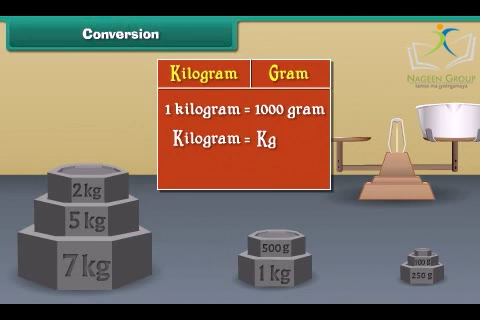 Conversion
NAGEEN GROUP
Kilogram Gram
1 kilogram = 1000 gram
Kilogram = Kg
2 kg
5 kg
7 kg
500 g
1 kg
100 g
250 g